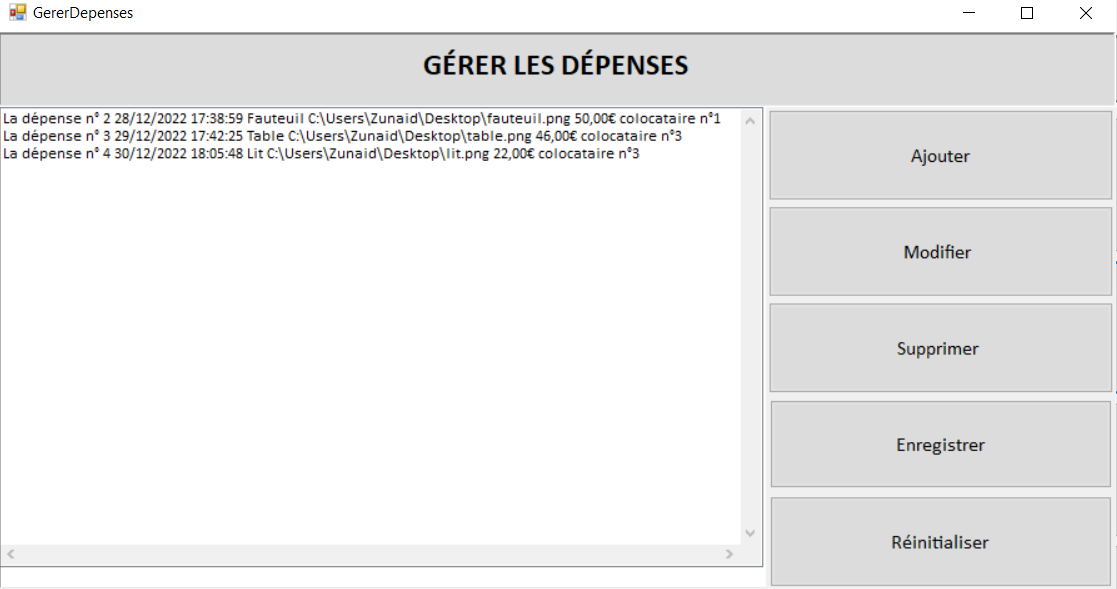 GererDepenses
GÉRER LES DÉPENSES
La dépense n° 2 28/12/2022 17:38:59 Fauteuil C:\Users\Zunaid\Desktop\fauteuil.png 50,00€ colocataire n°1
La dépense n° 3 29/12/2022 17:42:25 Table C:\Users\Zunaid\Desktop\table.png 46,00€ colocataire n°3
La dépense n° 4 30/12/2022 18:05:48 Lit C:\Users\Zunaid\Desktop\lit.png 22,00€ colocataire n°3
Ajouter
Modifier
Supprimer
Enregistrer
Réinitialiser